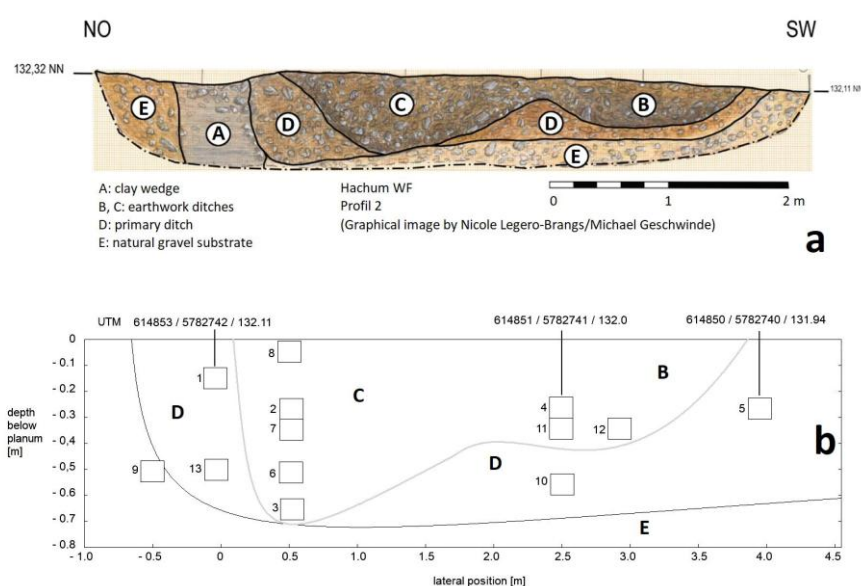 NO SW
132,32 NN
132,11 NN
E A D C D B E
A: clay wedge
B, C: earthwork ditches
D: primary ditch
E: natural gravel substrate
Hachum WF
Profil 2
(Graphical image by Nicole Legero-Brangs/Michael Geschwinde)
0 1 2 m
a
UTM 614853 / 5782742 / 132.11 614851 / 5782741 / 132.0 614850 / 5782740 / 131.94
0
- 0.1
- 0.2
- 0.3
- 0.4
- 0,5
- 0.6
- 0.7
- 0.8
depth
below
planum
[m]
8
1
2
7
4
11
12
5
9
13
6
10
3
D
C
B
D
E
b
- 1.0 - 0.5 0 0.5 1.0 1.5 2.0 2.5 3.0 3.5 4.0 4.5
lateral position [m]